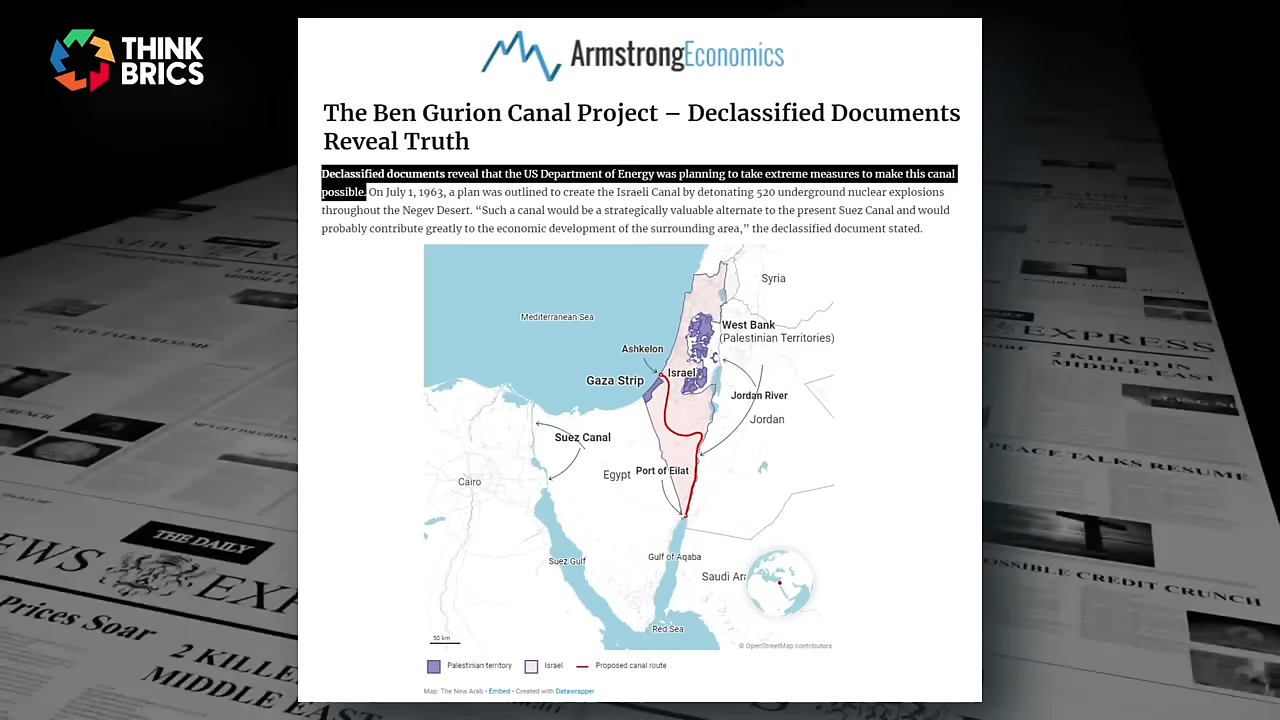 THINK
BRICS
ArmstrongEconomics
The Ben Gurion Canal Project – Declassified Documents
Reveal Truth
Declassified documents reveal that the US Department of Energy was planning to take extreme measures to make this canal
possible. On July 1, 1963, a plan was outlined to create the Israeli Canal by detonating 520 underground nuclear explosions
throughout the Negev Desert. “Such a canal would be a strategically valuable alternate to the present Suez Canal and would
probably contribute greatly to the economic development of the surrounding area,” the declassified document stated.
Syria
Mediterranean Sea
West Bank
(Palestinian Territories)
Ashkelon
Israel
Gaza Strip
Jordan River
Jordan
Suez Canal
Egypt
Port of Eilat
Cairo
Suez Gulf
Gulf of Aqaba
Saudi Ara
Red Sea
50 km
© OpenStreetMap contributors
Palestinian territory
Israel
Proposed canal route
Map: The New Arab • Embed • Created with Datawrapper
THE DAILY
EWS
EXP
Prices Soar
2 KILLE
MIDDLE
EXPRESS
2 KILLED IN
MIDDLE EAST
PEACE TALKS RESUME
POSSIBLE CREDIT CRUNCH